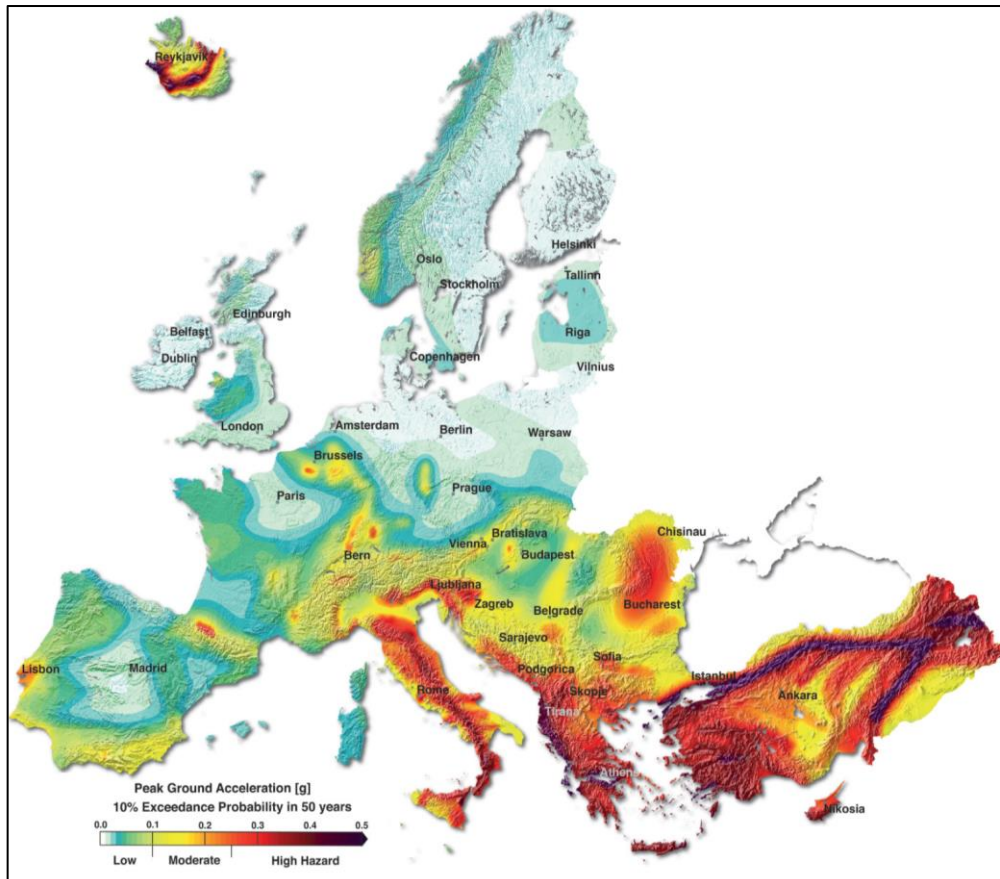 Reykjavik
Helsinki
Oslo
Tallinn
Stockholm
Edinburgh
Belfast
Riga
Dublin
Copenhagen
Vilnius
London
Amsterdam
Berlin
Warsaw
Brussels
Paris
Prague
Chisinau
Bratislava
Vienna
Bern
Budapest
Ljubljana
Zagreb
Belgrade
Bucharest
Sarajevo
Sofia
Lisbon
Madrid
Podgorica
Istanbul
Rome
Skopje
Ankara
Tirana
Athens
Nikosia
Peak Ground Acceleration [g]
10% Exceedance Probability in 50 years
0.0 0.1 0.2 0.3 0.4 0.5
Low Moderate High Hazard